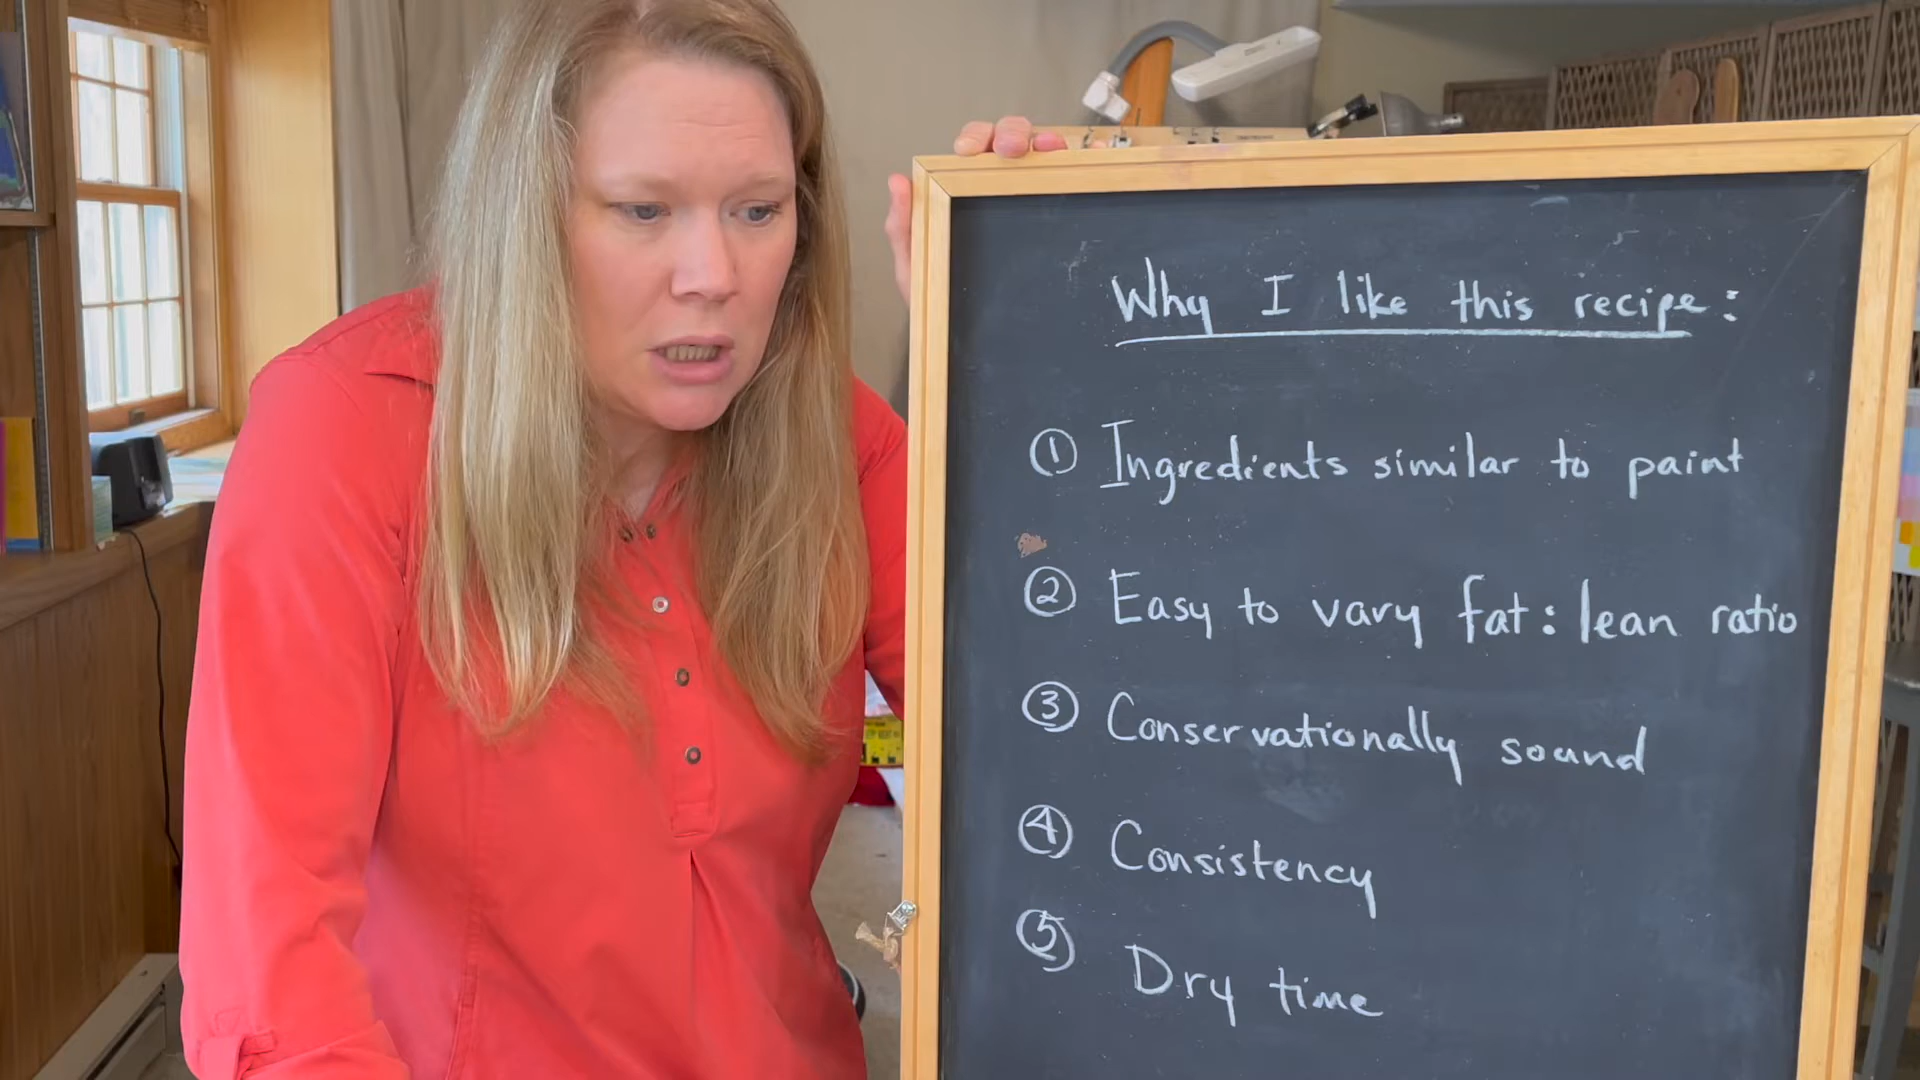 Why I like this recipe:
① Ingredients similar to paint
② Easy to vary fat: lean ratio
③ Conservationally sound
④ Consistency
⑤ Dry time